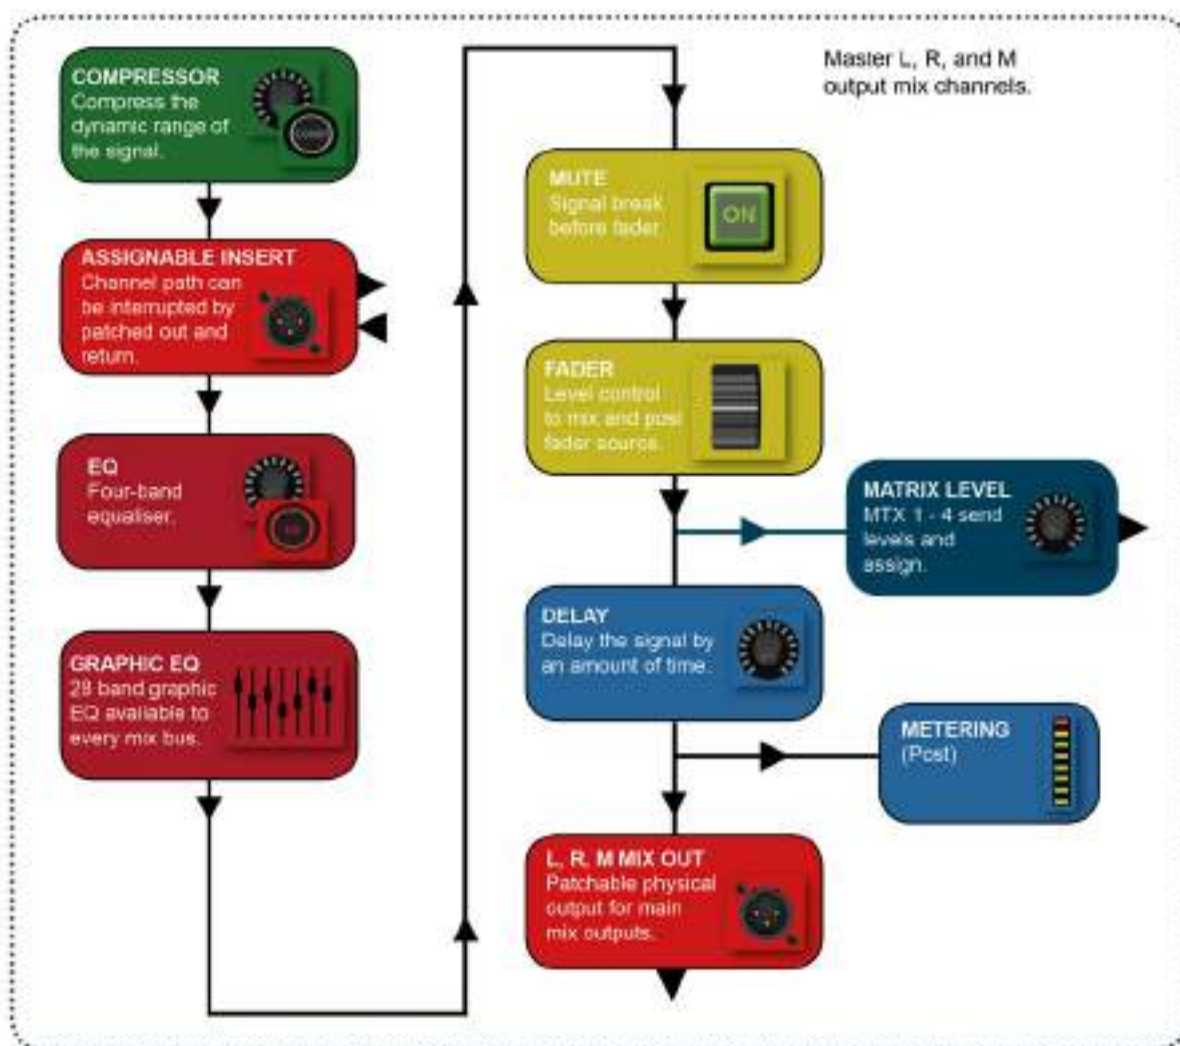 Master L, R, and M
output mix channels.
COMPRESSOR
Compress the
dynamic range of
the signal.
ASSIGNABLE INSERT
Channel path can
be interrupted by
patched out and
return.
EQ
Four-band
equaliser.
GRAPHIC EQ
28 band graphic
EQ available to
every mix bus.
MUTE
Signal break
before fader.
ON
FADER
Level control
to mix and post
fader source.
MATRIX LEVEL
MTX 1 - 4 send
levels and
assign.
DELAY
Delay the signal by
an amount of time.
METERING
(Post)
L, R. M MIX OUT
Patchable physical
output for main
mix outputs.